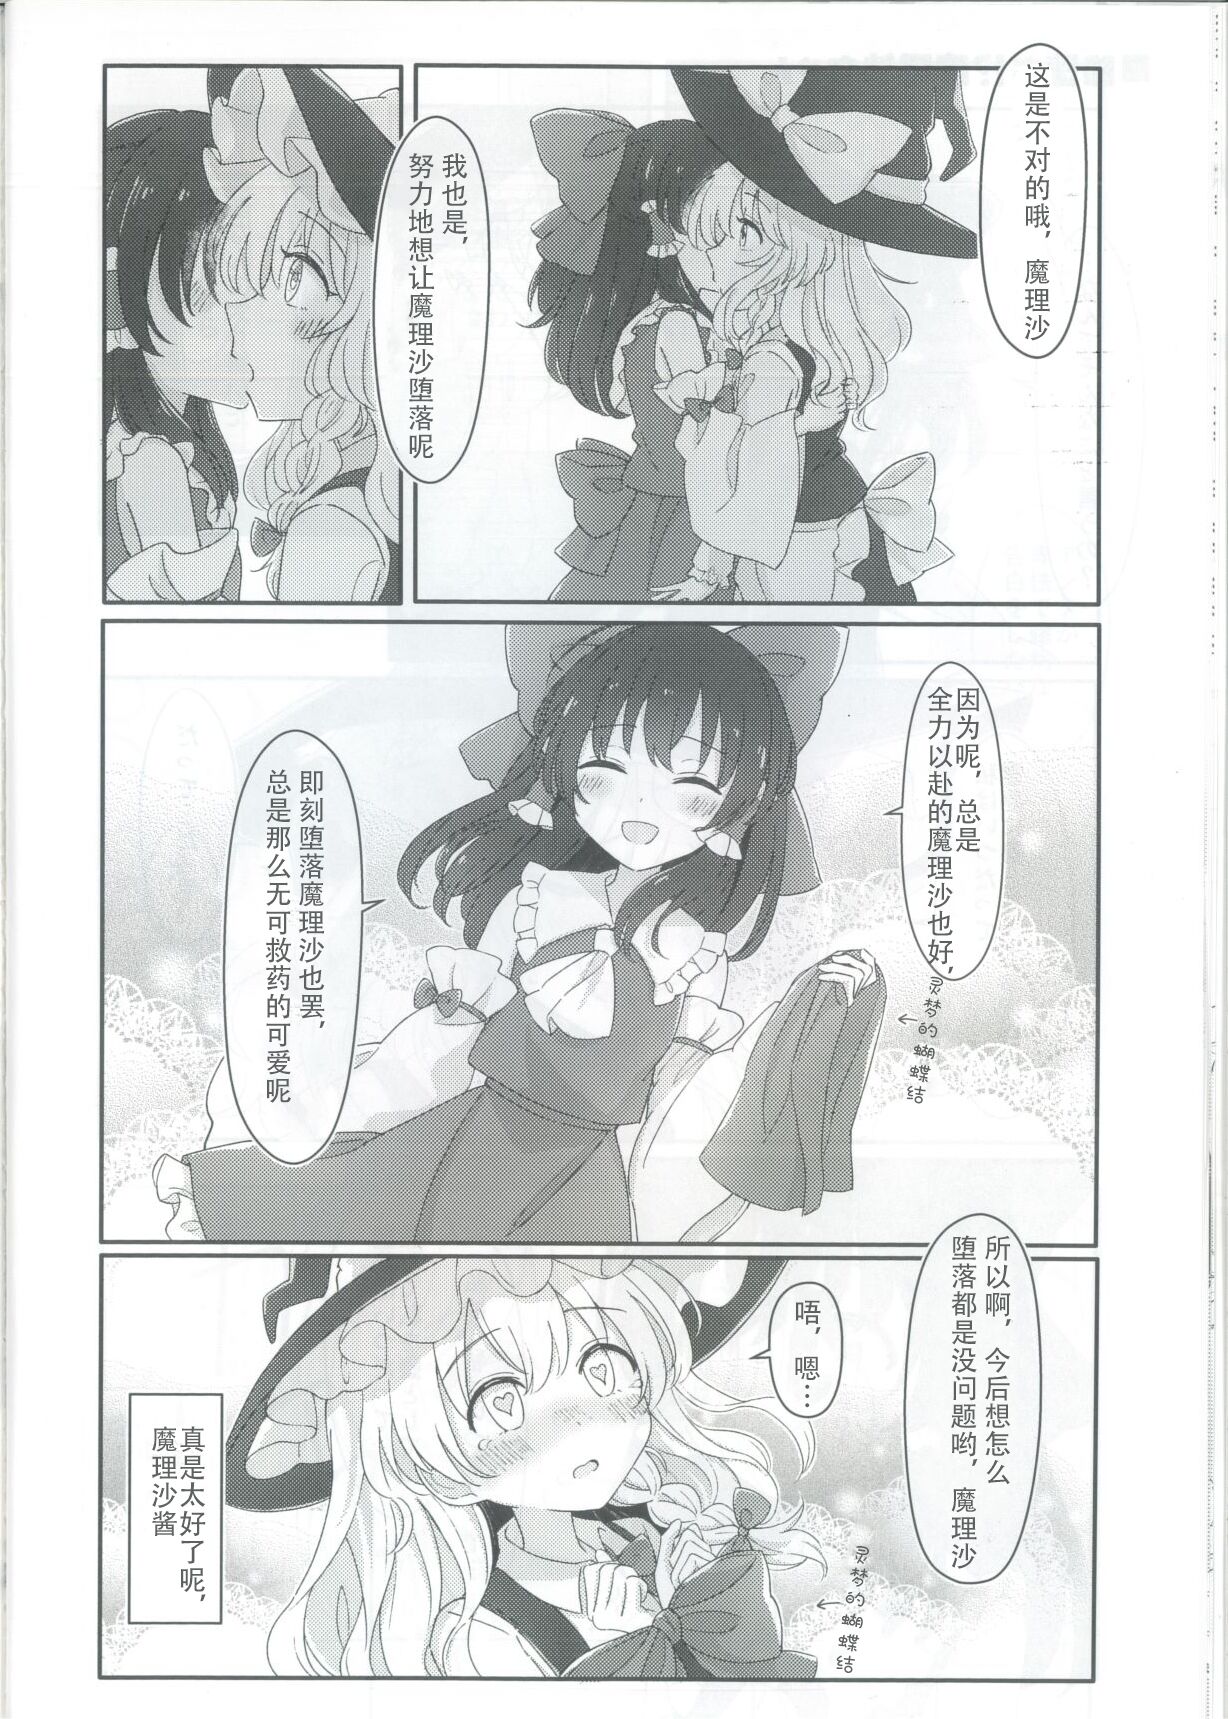 这是不对的哦，魔理沙
我也是，
努力地想让魔理沙堕落呢
因为呢，总是
全力以赴的魔理沙也好，
灵梦的蝴蝶结
即刻堕落魔理沙也罢，
总是那么无可救药的可爱呢
所以啊，今后想怎么
堕落都是没问题哟，魔理沙
唔，嗯…
灵梦的蝴蝶结
真是太好了呢，
魔理沙酱